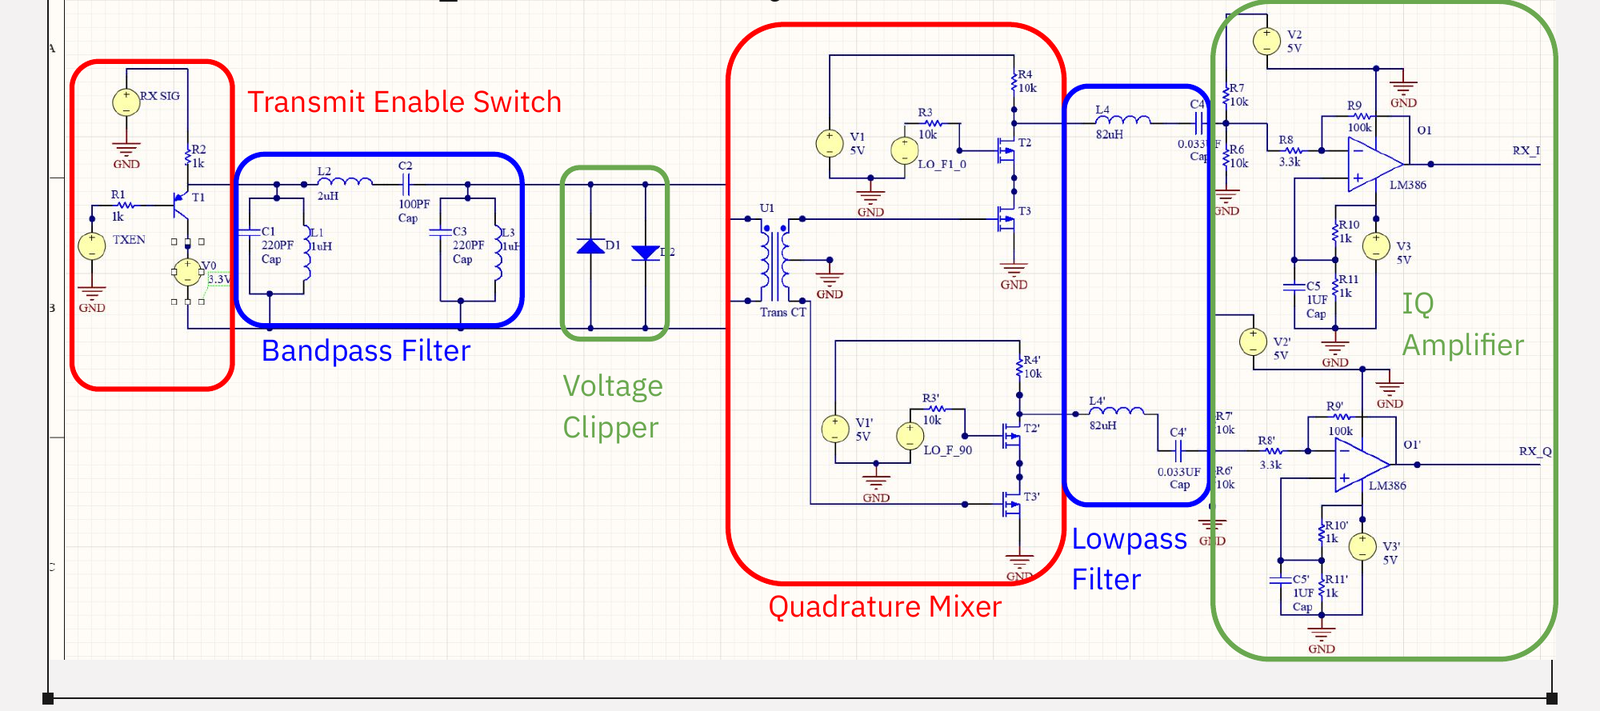 A
B
C
Transmit Enable Switch
RX SIG
GND
R2
1k
R1
1k
T1
TXEN
GND
V0
3.3V
L2
2uH
C2
100PF
Cap
C1
220PF
Cap
L1
1uH
C3
220PF
Cap
L3
1uH
Bandpass Filter
D1
D2
Voltage
Clipper
U1
Trans CT
GND
V1
5V
GND
R3
10k
LO_F1_0
R4
10k
T2
T3
GND
V1'
5V
GND
R3'
10k
LO_F_90
R4'
10k
T2'
T3'
GND
Quadrature Mixer
L4
82uH
C4
0.033UF
Cap
L4'
82uH
C4'
0.033UF
Cap
Lowpass
Filter
V2
5V
GND
R7
10k
R6
10k
GND
R8
3.3k
R9
100k
O1
LM386
RX_I
R10
1k
V3
5V
R11
1k
C5
1UF
Cap
GND
IQ
Amplifier
V2'
5V
GND
R7'
10k
R6'
10k
GND
R8'
3.3k
R9'
100k
O1'
LM386
RX_Q
R10'
1k
V3'
5V
C5'
1UF
Cap
R11'
1k
GND